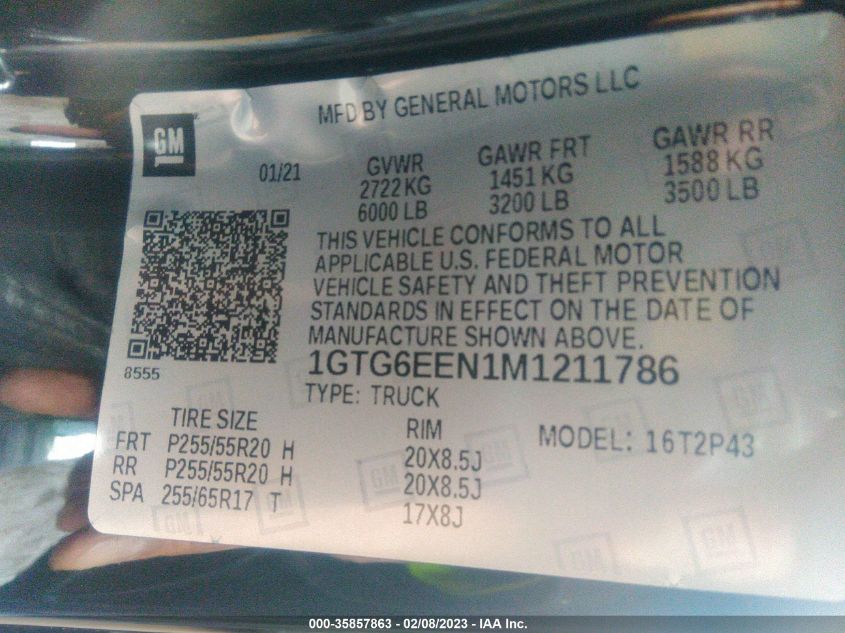 MFD BY GENERAL MOTORS LLC
GM
01/21
GVWR GAWR FRT GAWR RR
2722 KG 1451 KG 1588 KG
6000 LB 3200 LB 3500 LB
THIS VEHICLE CONFORMS TO ALL
APPLICABLE U.S. FEDERAL MOTOR
VEHICLE SAFETY AND THEFT PREVENTION
STANDARDS IN EFFECT ON THE DATE OF
MANUFACTURE SHOWN ABOVE.
8555
1GTG6EEN1M1211786
TYPE: TRUCK
TIRE SIZE RIM MODEL: 16T2P43
FRT P255/55R20 H 20X8.5J
RR P255/55R20 H 20X8.5J
SPA 255/65R17 T 17X8J
000-35857863 - 02/08/2023 - IAA Inc.